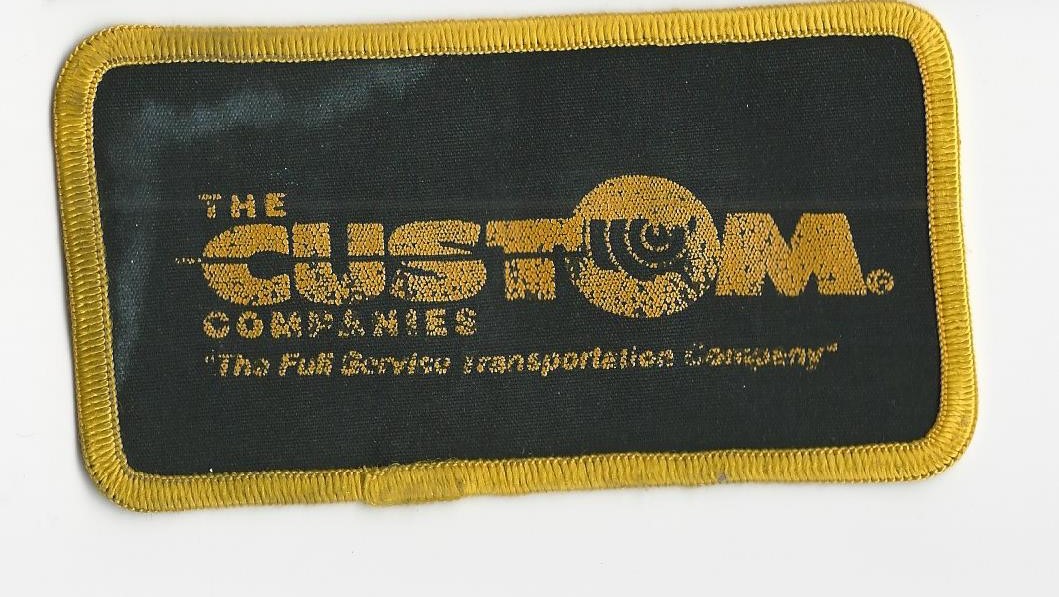 THE
CUSTOM®
COMPANIES
"The Full Service Transportation Company"